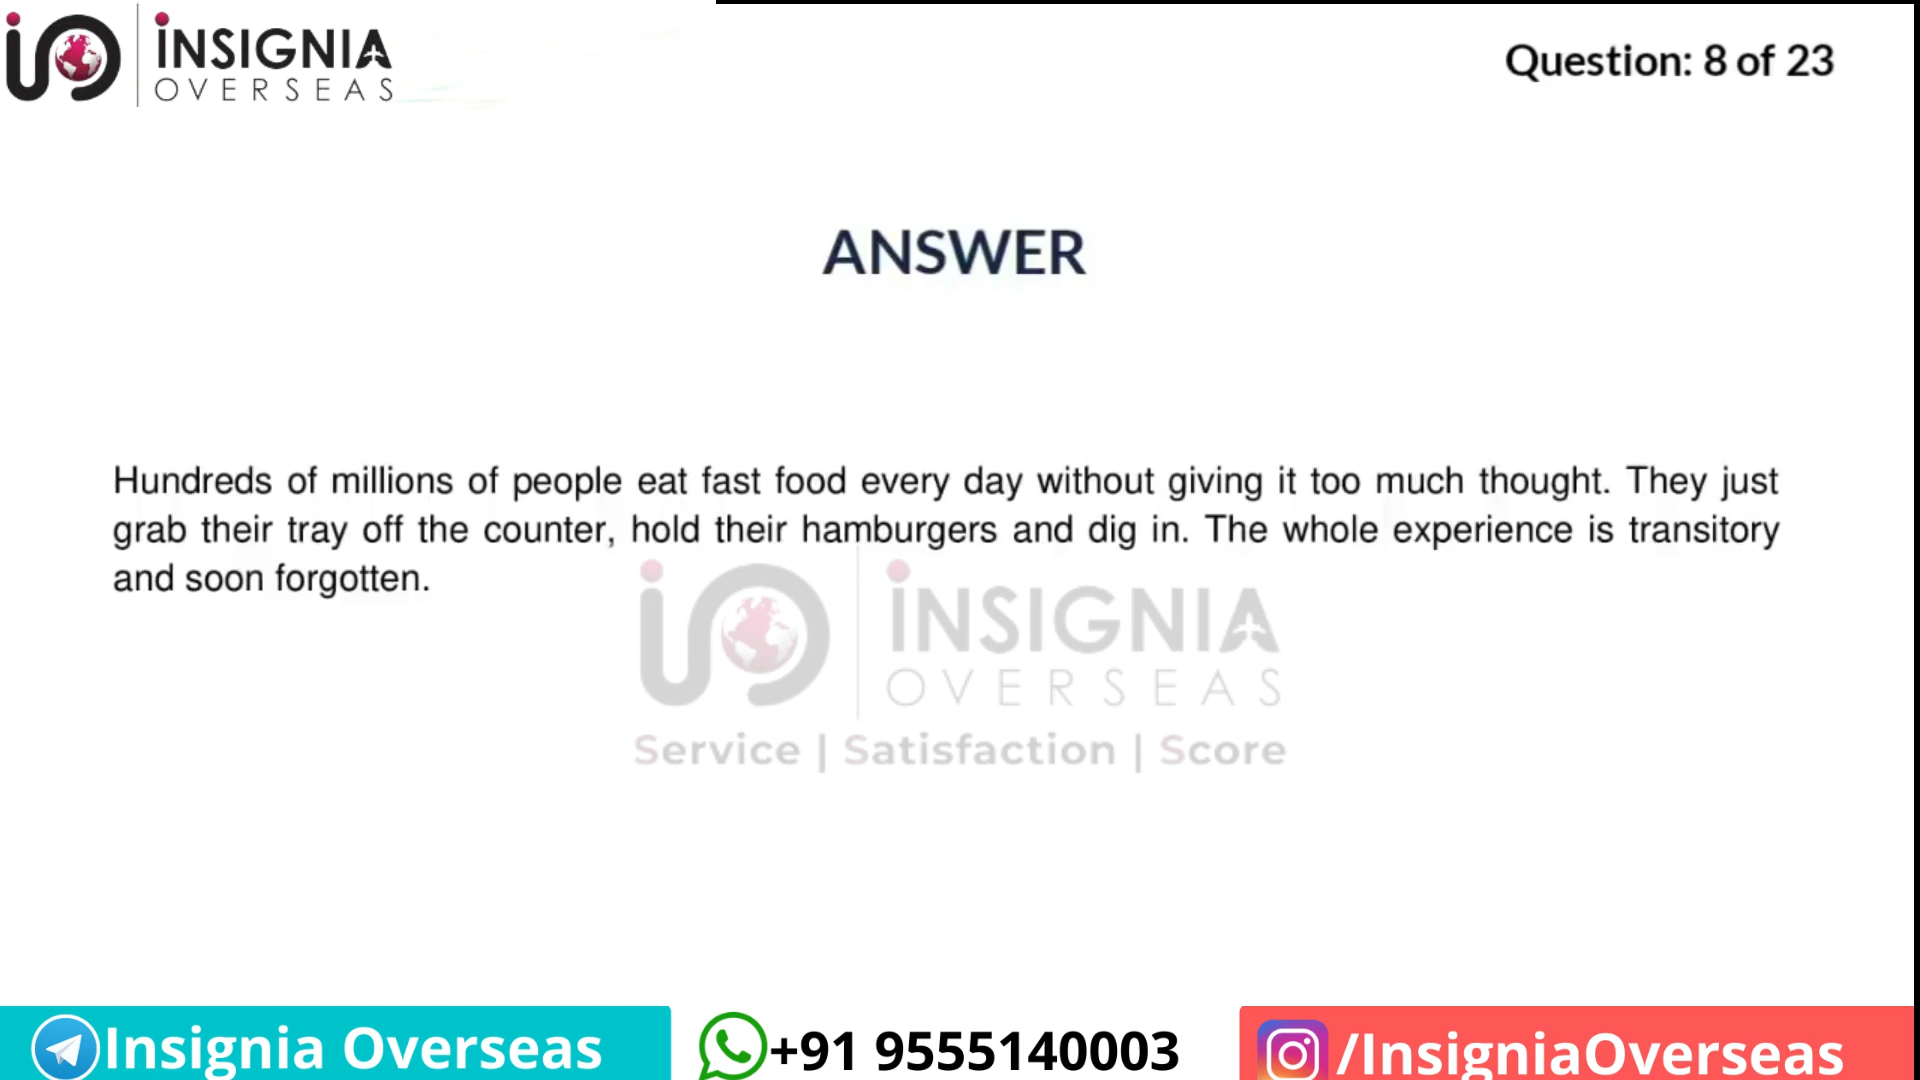 INSIGNIA
OVERSEAS
Question: 8 of 23
ANSWER
Hundreds of millions of people eat fast food every day without giving it too much thought. They just
grab their tray off the counter, hold their hamburgers and dig in. The whole experience is transitory
and soon forgotten.
INSIGNIA
OVERSEAS
Service | Satisfaction | Score
Insignia Overseas
+91 9555140003
/InsigniaOverseas